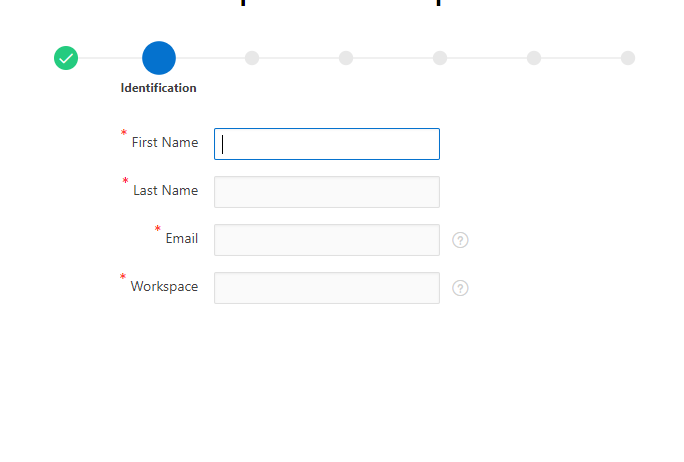 Identification
* First Name
* Last Name
* Email
?
* Workspace
?